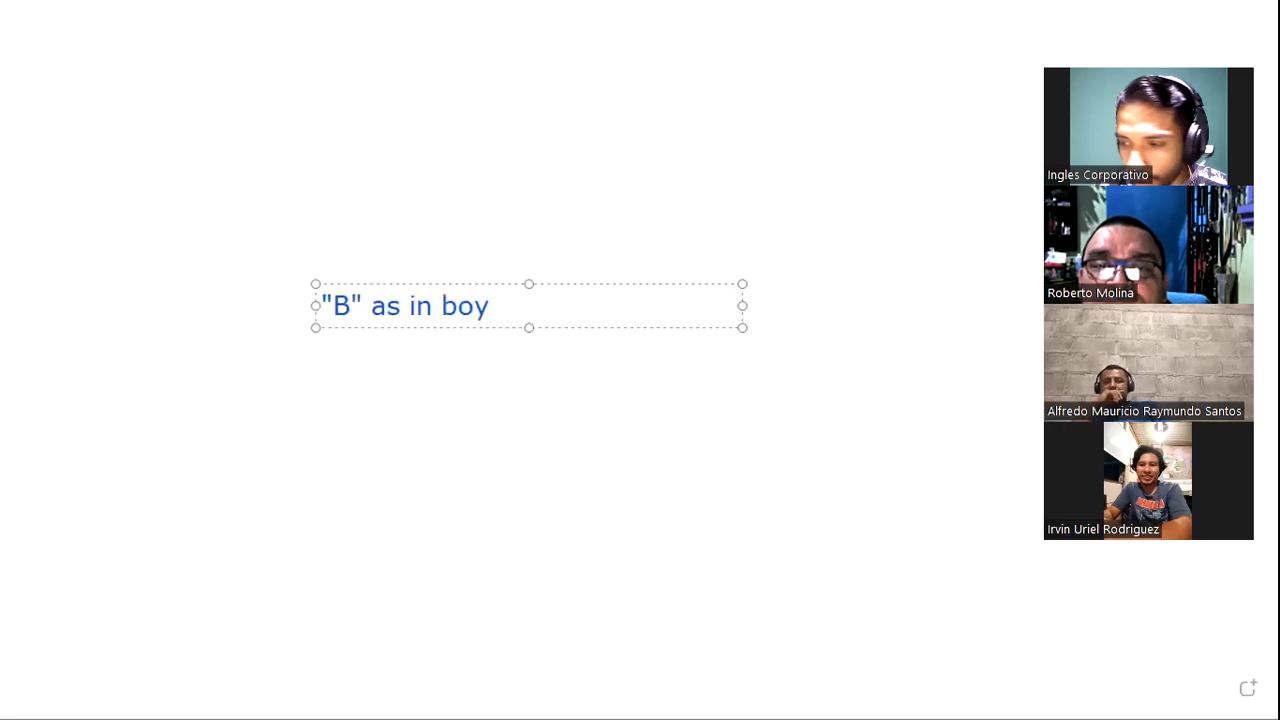 "B" as in boy
Ingles Corporativo
Roberto Molina
Alfredo Mauricio Raymundo Santos
Irvin Uriel Rodriguez